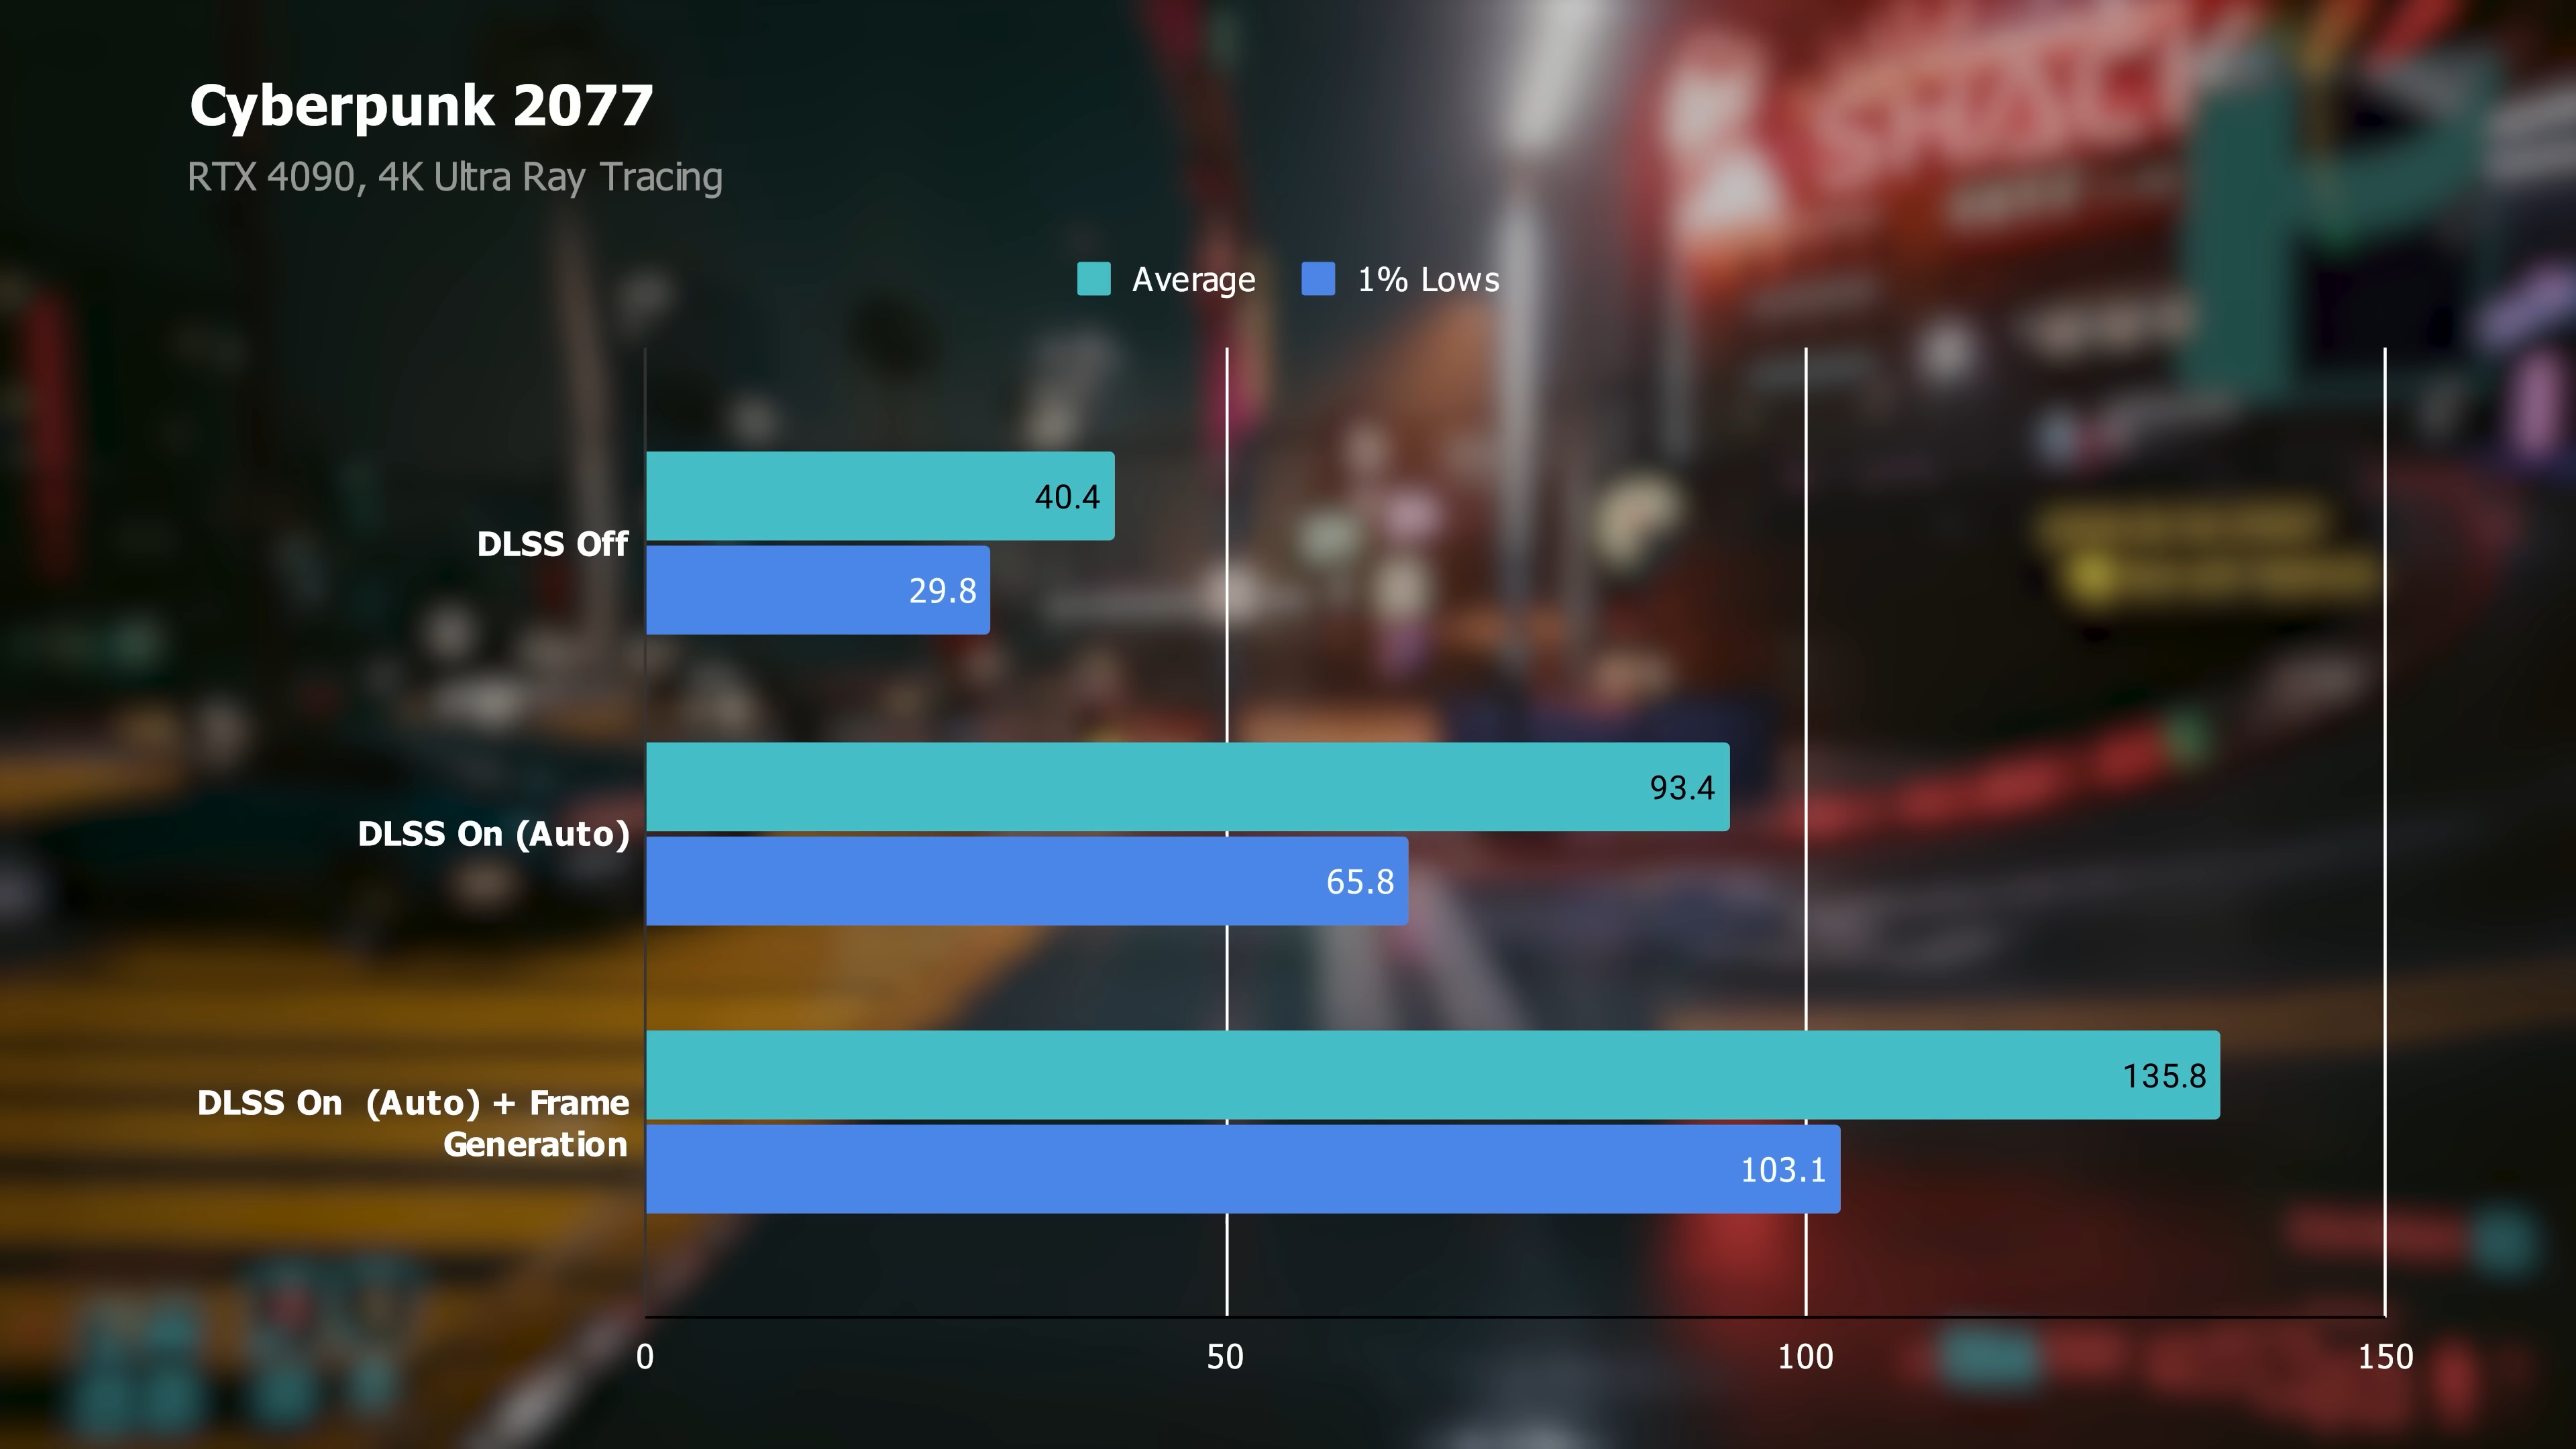 Cyberpunk 2077
RTX 4090, 4K Ultra Ray Tracing
Average 1% Lows
40.4
DLSS Off
29.8
93.4
DLSS On (Auto)
65.8
135.8
DLSS On (Auto) + Frame
Generation
103.1
0 50 100 150